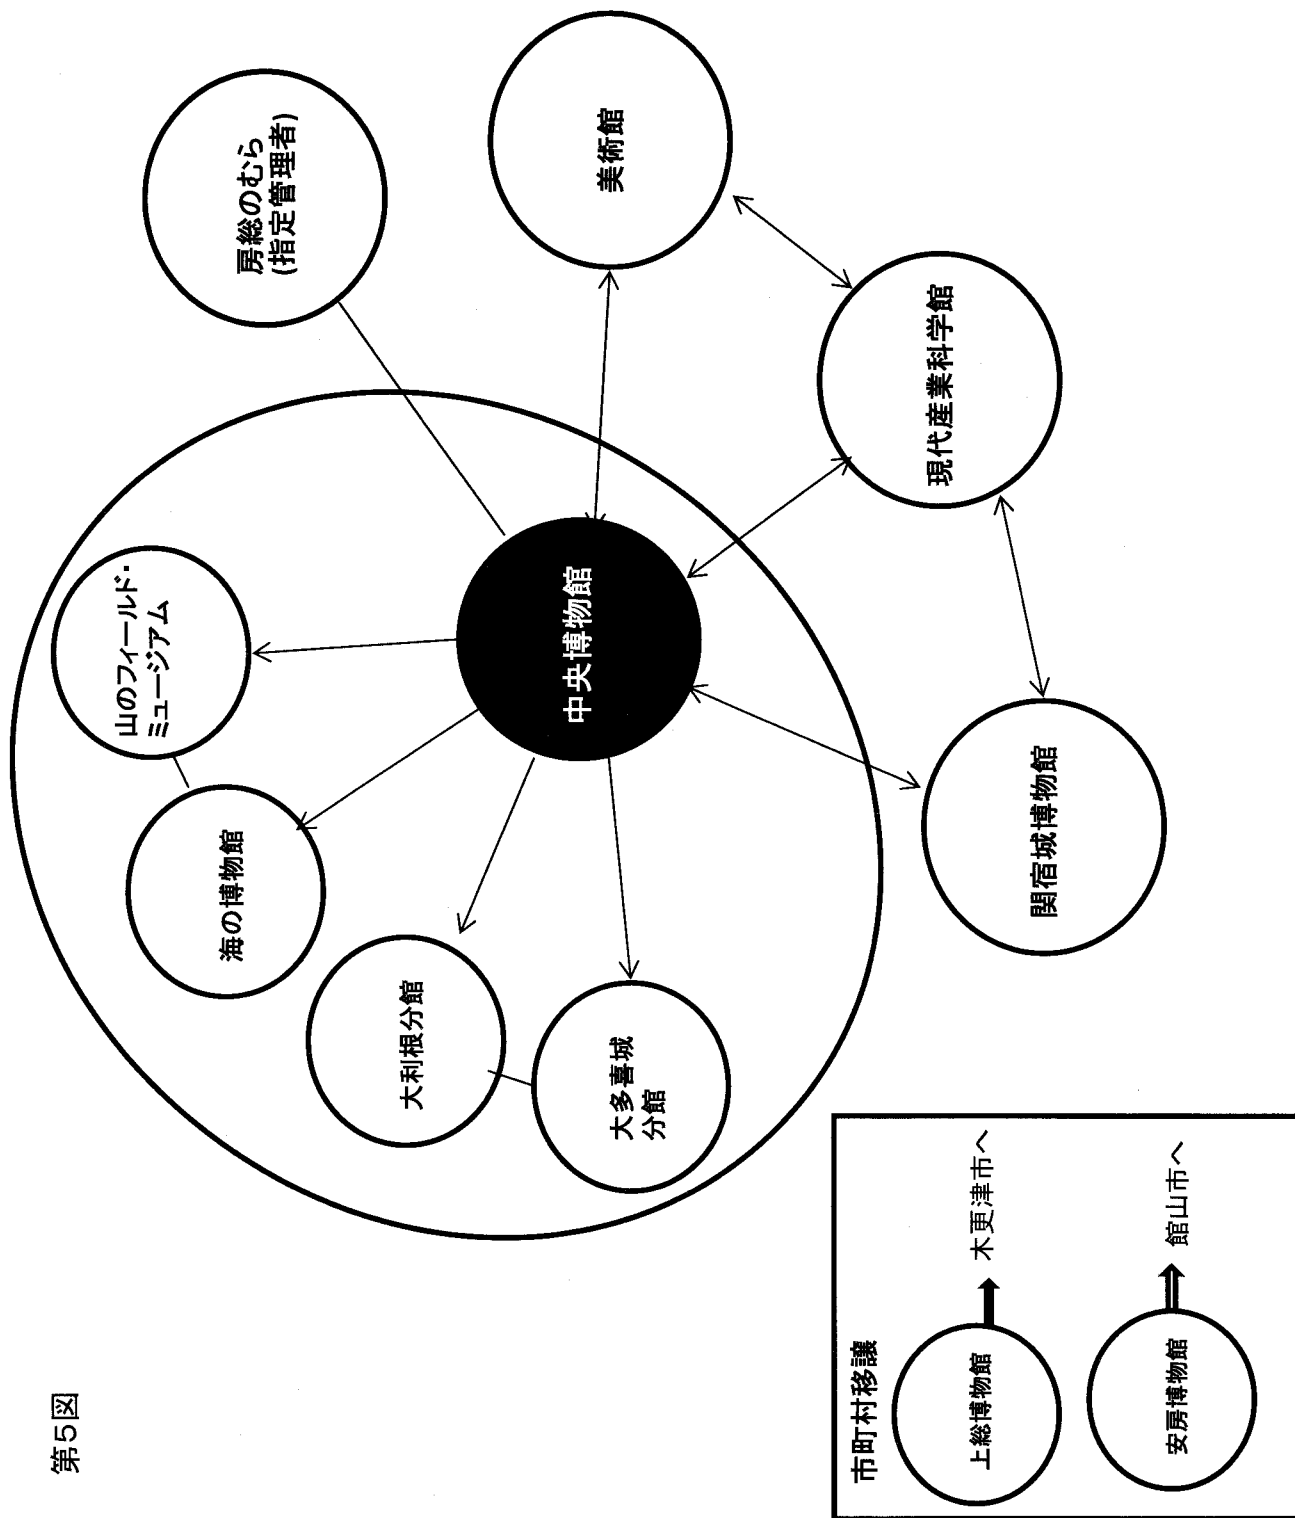 第5図
山のフィールド・
ミュージアム
海の博物館
大利根分館
大多喜城
分館
中央博物館
房総のむら
(指定管理者)
美術館
現代産業科学館
関宿城博物館
市町村移譲
上総博物館
木更津市へ
安房博物館
館山市へ